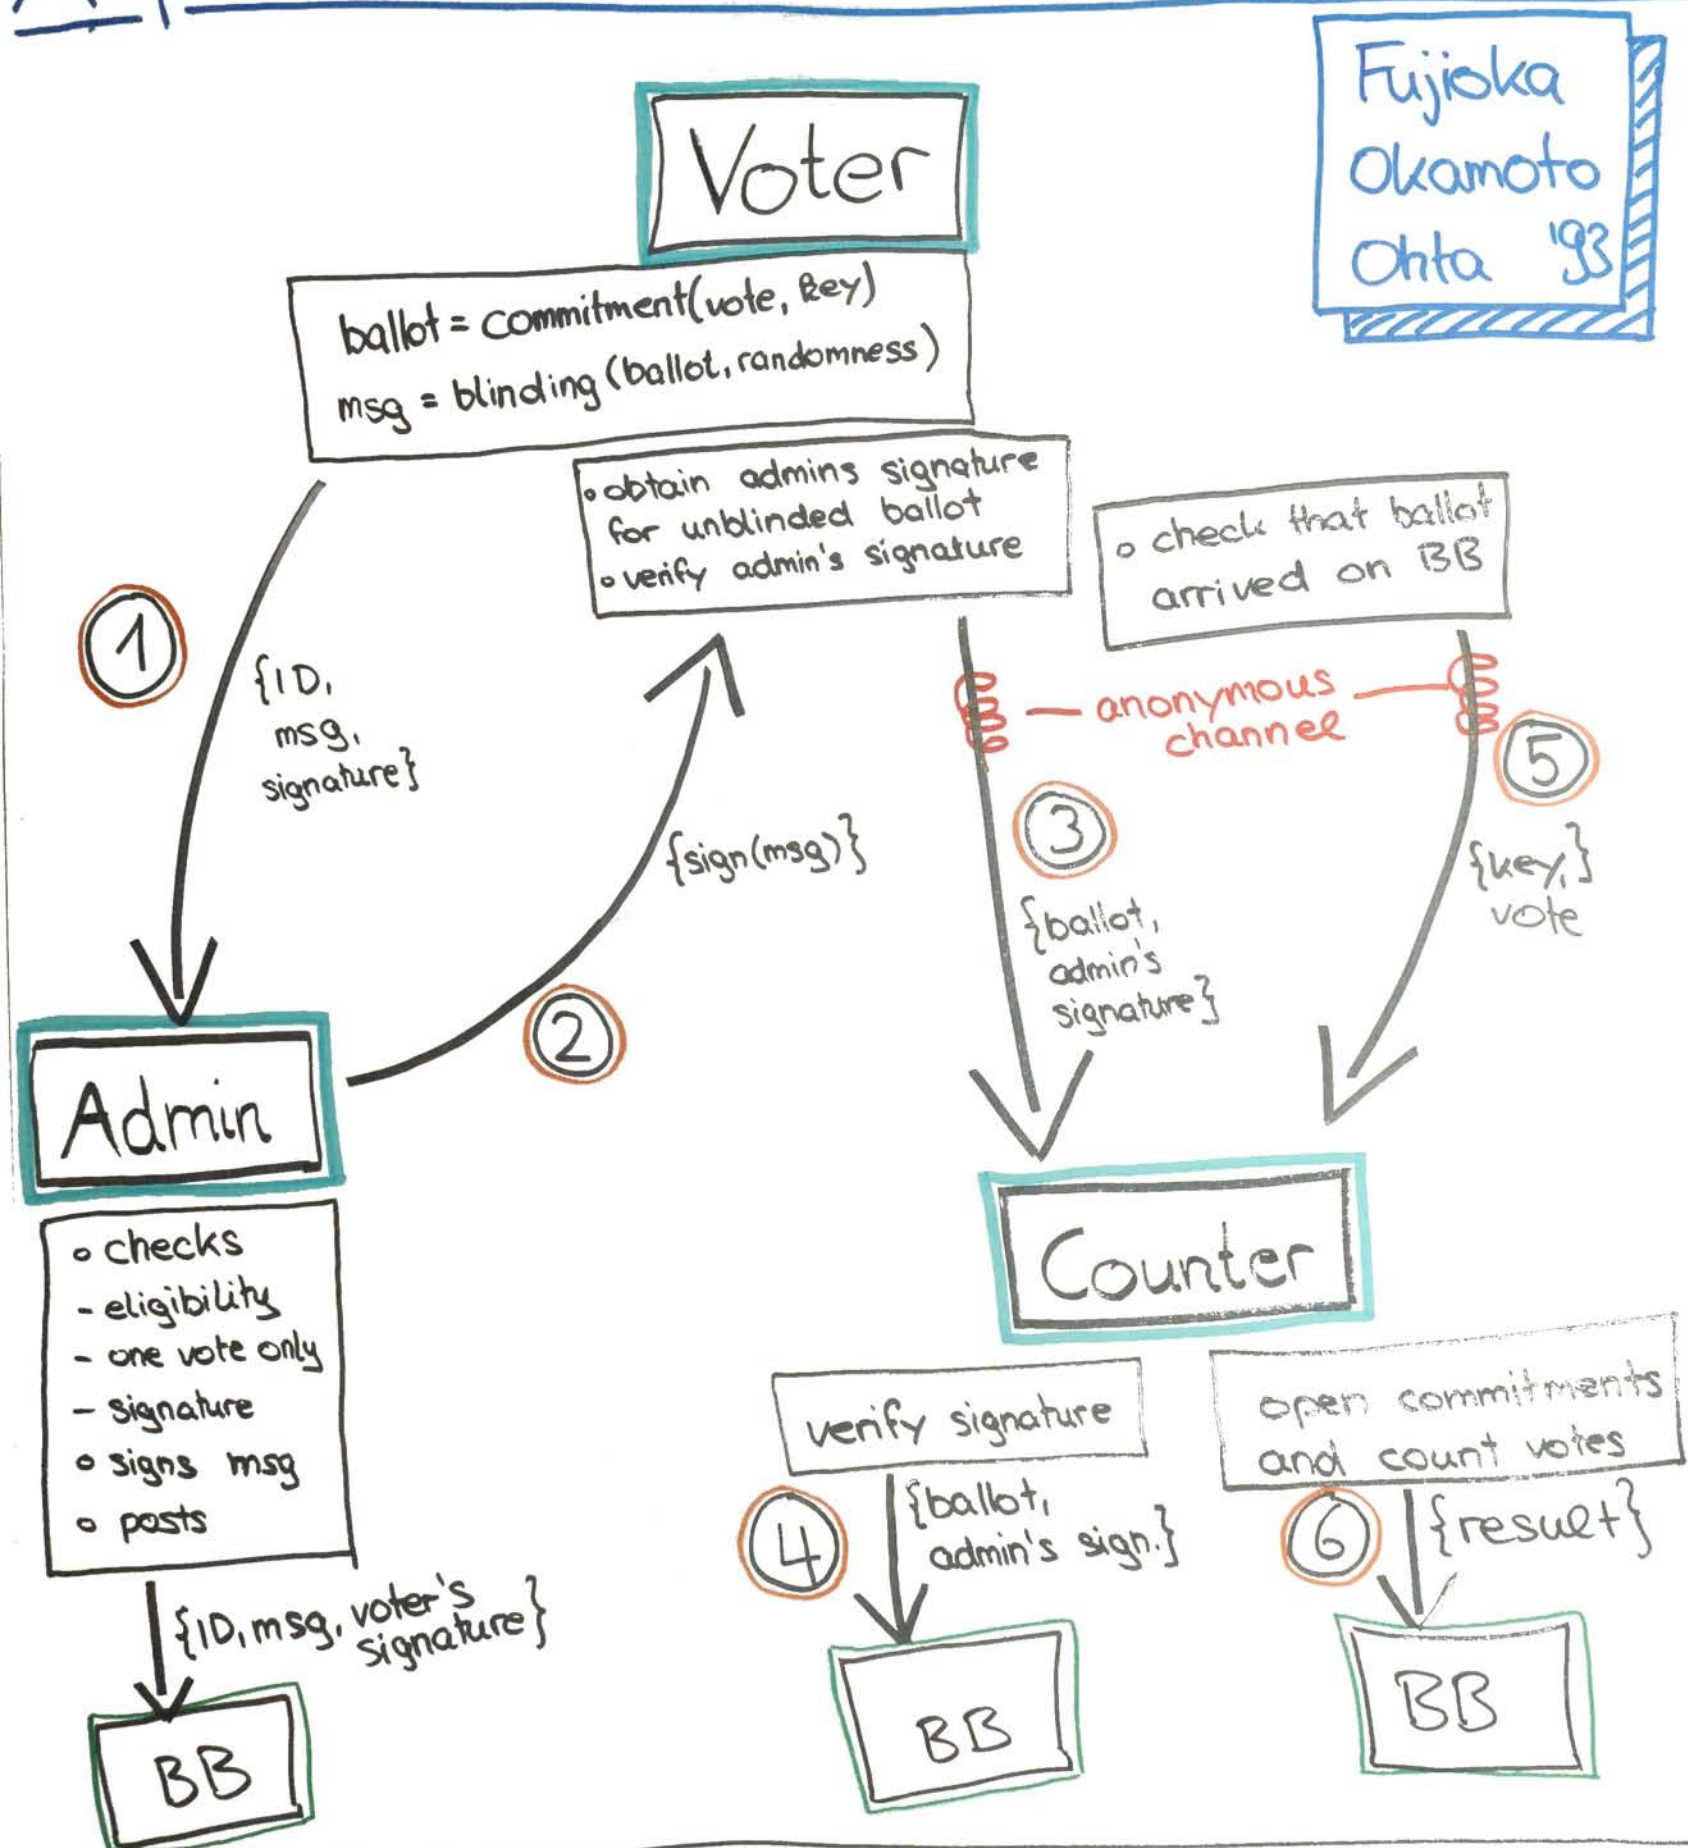 Fujioka
Okamoto
Ohta '93
Voter
ballot = commitment(vote, key)
msg = blinding (ballot, randomness)
• obtain admins signature
for unblinded ballot
• verify admin's signature
• check that ballot
arrived on BB
1
{ID,
msg,
signature}
anonymous
channel
5
3
{sign(msg)}
{key,}
vote
{ballot,
admin's
signature}
2
Admin
Counter
• checks
- eligibility
- one vote only
- signature
• signs msg
• posts
verify signature
open commitments
and count votes
4
{ballot,
admin's sign.}
6
{result}
{ID, msg, voter's
signature}
BB
BB
BB